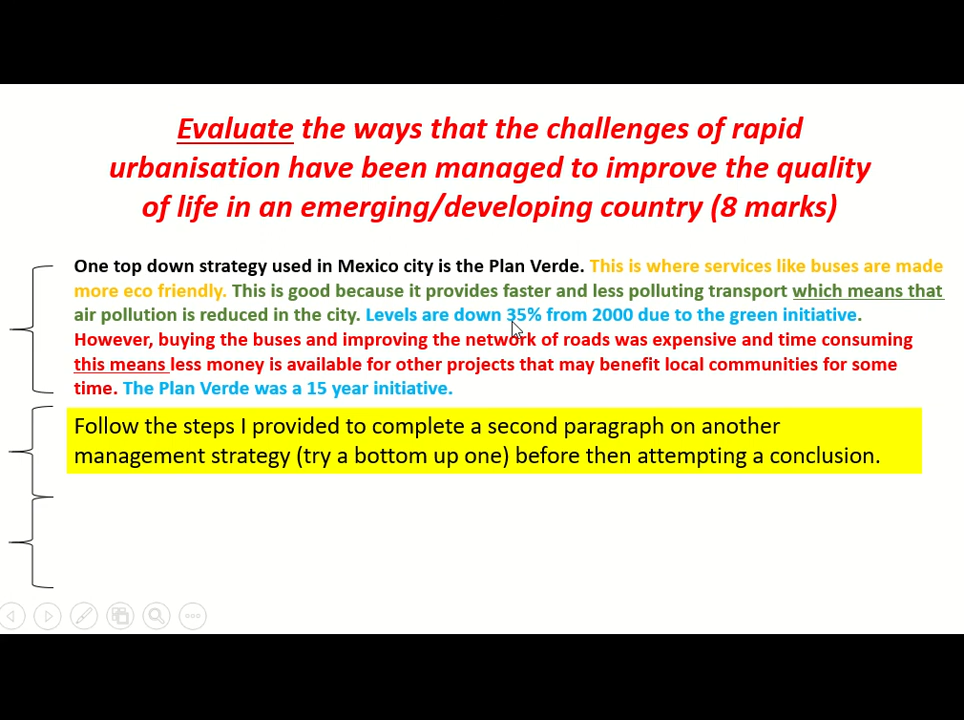 Evaluate the ways that the challenges of rapid
urbanisation have been managed to improve the quality
of life in an emerging/developing country (8 marks)
One top down strategy used in Mexico city is the Plan Verde. This is where services like buses are made
more eco friendly. This is good because it provides faster and less polluting transport which means that
air pollution is reduced in the city. Levels are down 35% from 2000 due to the green initiative.
However, buying the buses and improving the network of roads was expensive and time consuming
this means less money is available for other projects that may benefit local communities for some
time. The Plan Verde was a 15 year initiative.
Follow the steps I provided to complete a second paragraph on another
management strategy (try a bottom up one) before then attempting a conclusion.